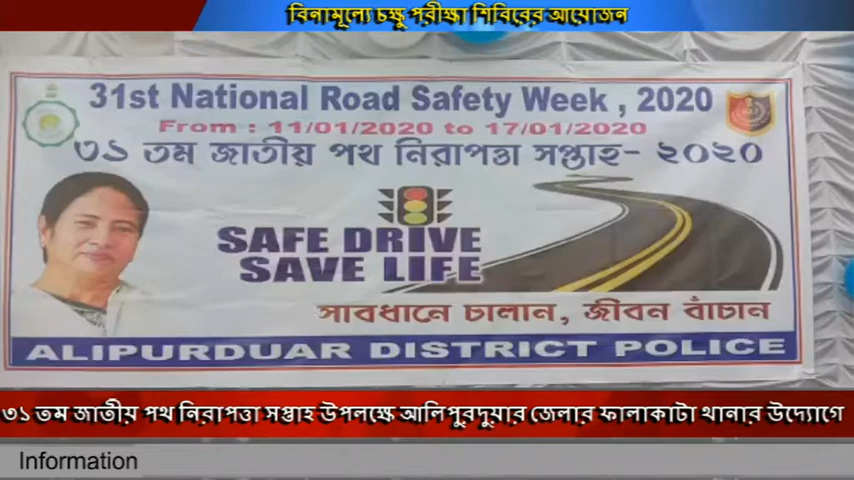 বিনামূল্যে চক্ষু পরীক্ষা শিবিরের আয়োজন
31st National Road Safety Week , 2020
From : 11/01/2020 to 17/01/2020
৩১ তম জাতীয় পথ নিরাপত্তা সপ্তাহ- ২০২০
SAFE DRIVE
SAVE LIFE
সাবধানে চালান, জীবন বাঁচান
ALIPURDUAR DISTRICT POLICE
৩১ তম জাতীয় পথ নিরাপত্তা সপ্তাহ উপলক্ষে আলিপুরদুয়ার জেলার ফালাকাটা থানার উদ্যোগে
Information